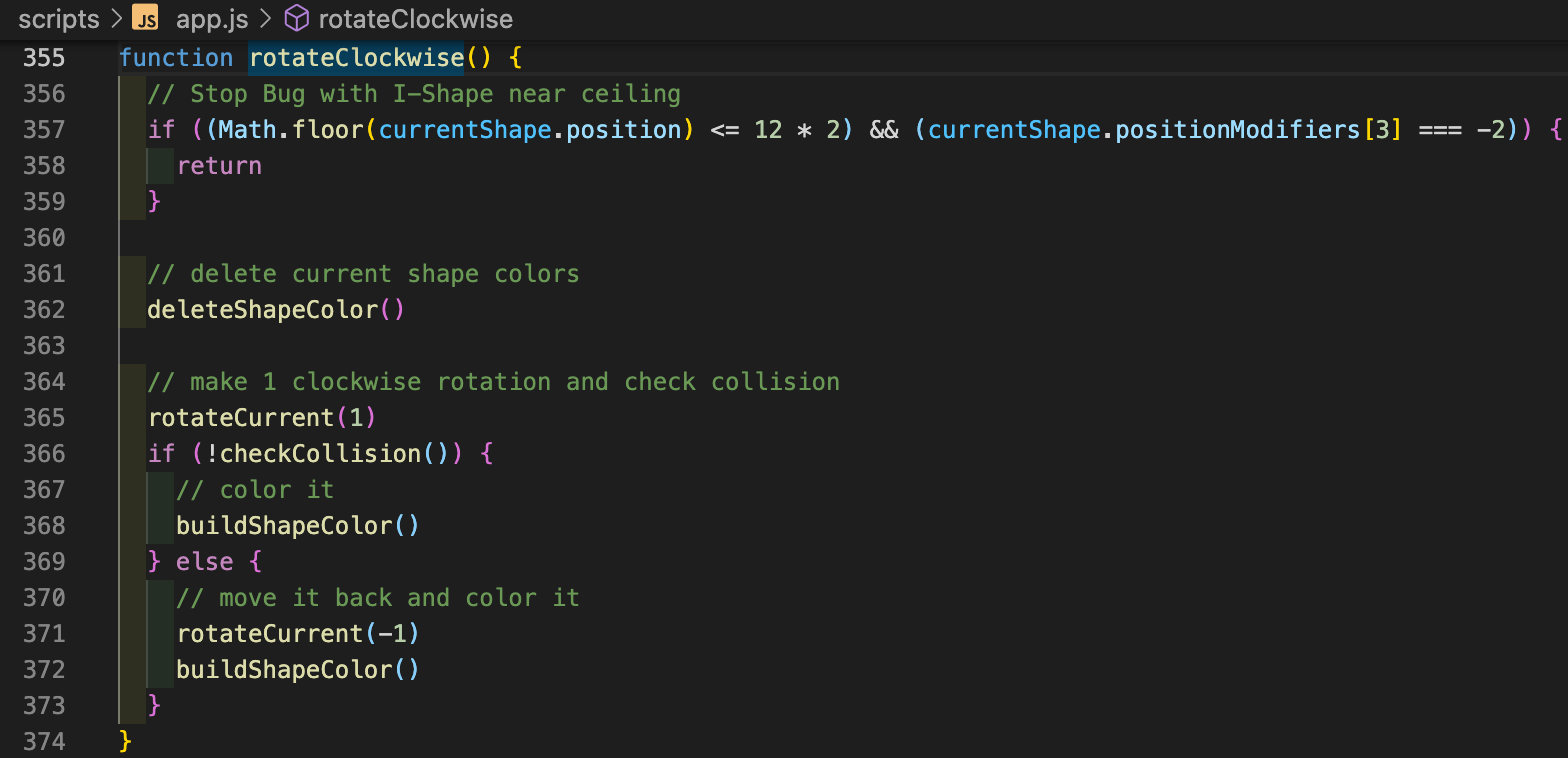 scripts > JS app.js > rotateClockwise
355 function rotateClockwise() {
356 // Stop Bug with I-Shape near ceiling
357 if ((Math.floor(currentShape.position) <= 12 * 2) && (currentShape.positionModifiers[3] === -2)) {
358 return
359 }
360
361 // delete current shape colors
362 deleteShapeColor()
363
364 // make 1 clockwise rotation and check collision
365 rotateCurrent(1)
366 if (!checkCollision()) {
367 // color it
368 buildShapeColor()
369 } else {
370 // move it back and color it
371 rotateCurrent(-1)
372 buildShapeColor()
373 }
374 }